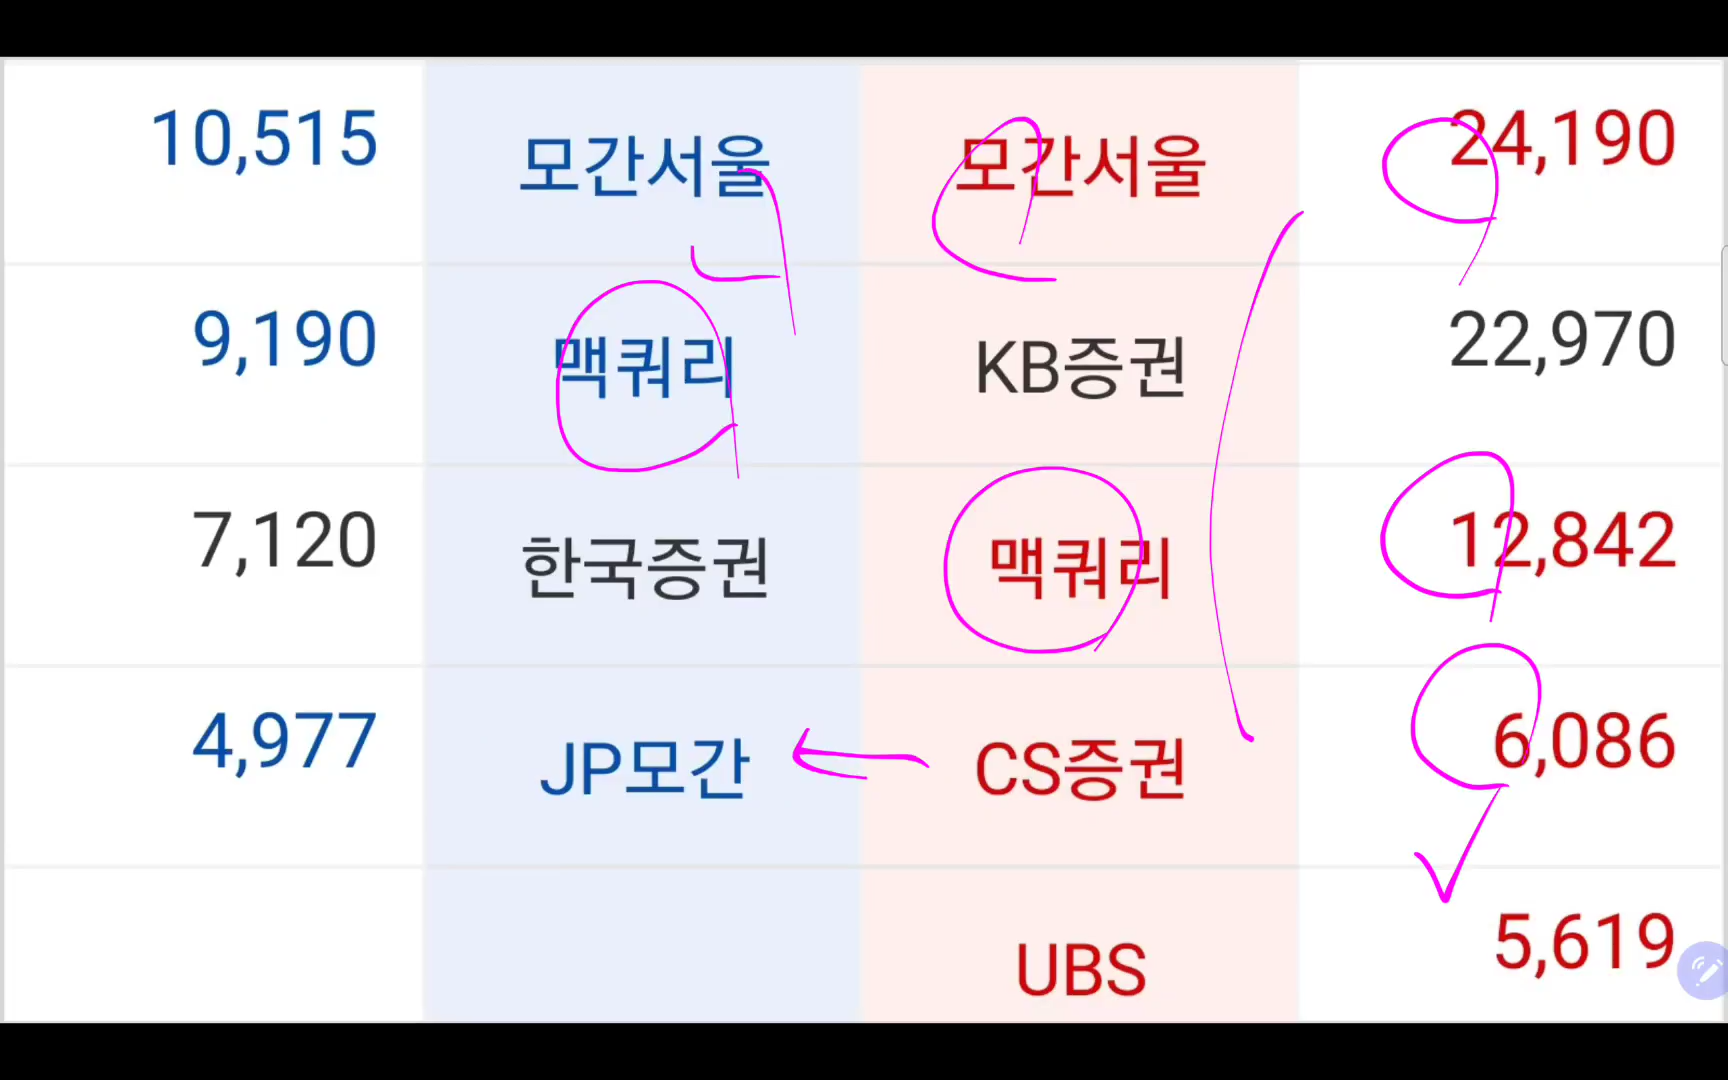 10,515 모간서울 모간서울 24,190
9,190 맥쿼리 KB증권 22,970
7,120 한국증권 맥쿼리 12,842
4,977 JP모간 CS증권 6,086
UBS 5,619